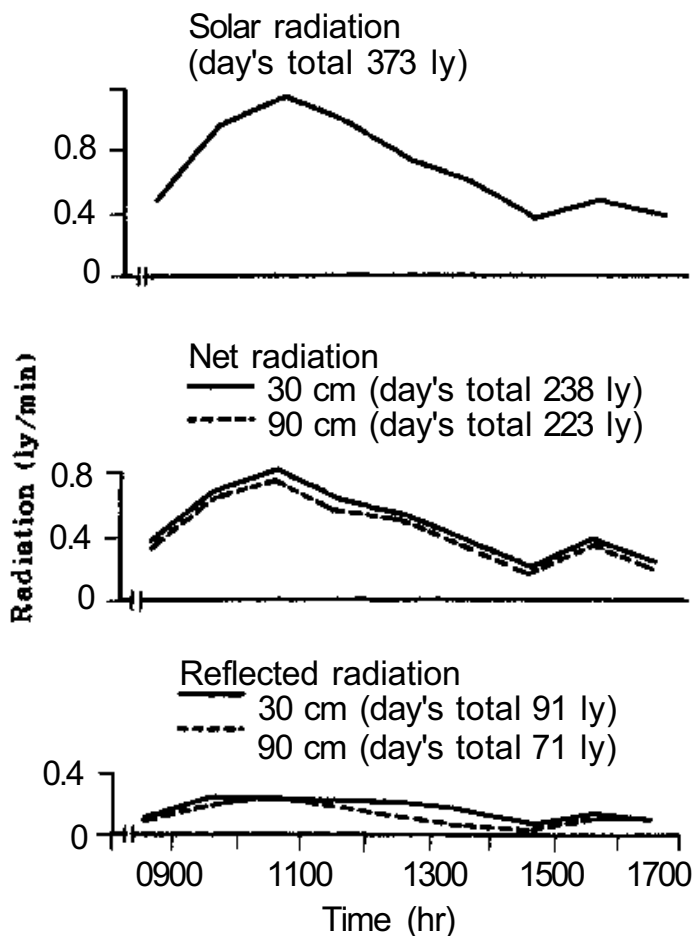 Solar radiation
(day's total 373 ly)
0.8
0.4
0
Radiation (ly/min)
Net radiation
30 cm (day's total 238 ly)
90 cm (day's total 223 ly)
0.8
0.4
0
Reflected radiation
30 cm (day's total 91 ly)
90 cm (day's total 71 ly)
0.4
0
0900 1100 1300 1500 1700
Time (hr)